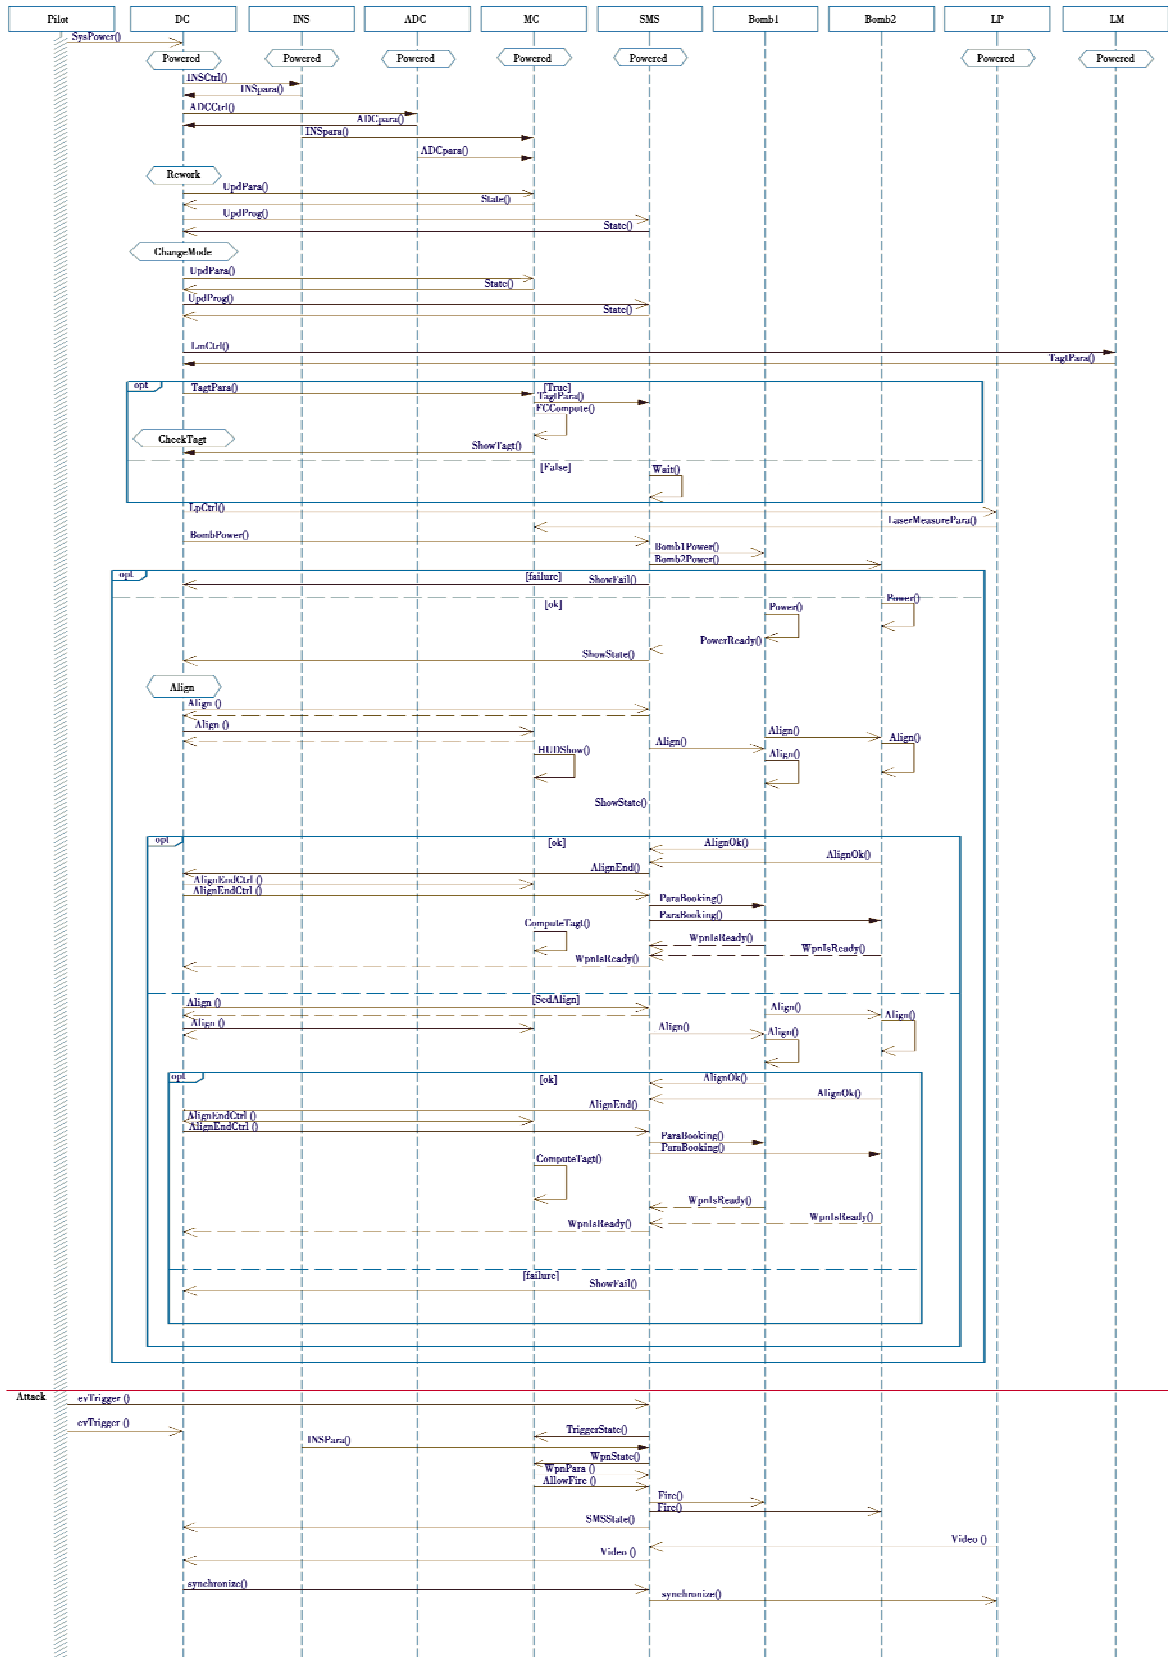 Pilot DC INS ADC MC SMS Bomb1 Bomb2 LP LM
SysPower()
Powered Powered Powered Powered Powered Powered Powered
INSCtrl()
INSpara()
ADCCtrl()
ADCpara()
INSpara()
ADCpara()
Rework
UpdPara()
State()
UpdProg()
State()
ChangeMode
UpdPara()
State()
UpdProg()
State()
LmCtrl()
TagtPara()
opt TagtPara() [True]
TagtPara()
FCCompute()
CheckTagt
ShowTagt()
[False] Wait()
LpCtrl()
LaserMeasurePara()
BombPower()
Bomb1Power()
Bomb2Power()
opt [failure] ShowFail()
[ok] Power()
Power()
PowerReady()
ShowState()
Align
Align ()
Align ()
Align() Align()
Align()
HUDShow() Align()
ShowState()
opt [ok] AlignOk()
AlignOk()
AlignEnd()
AlignEndCtrl ()
AlignEndCtrl ()
ParaBooking()
ParaBooking()
ComputeTagt()
WpnIsReady()
WpnIsReady()
WpnIsReady()
Align () [SedAlign]
Align()
Align()
Align ()
Align() Align()
opt [ok] AlignOk()
AlignOk()
AlignEnd()
AlignEndCtrl ()
AlignEndCtrl ()
ParaBooking()
ParaBooking()
ComputeTagt()
WpnIsReady()
WpnIsReady()
WpnIsReady()
[failure]
ShowFail()
Attack
evTrigger ()
evTrigger ()
TriggerState()
INSPara()
WpnState()
WpnPara ()
AllowFire ()
Fire()
Fire()
SMSState()
Video ()
Video ()
synchronize()
synchronize()